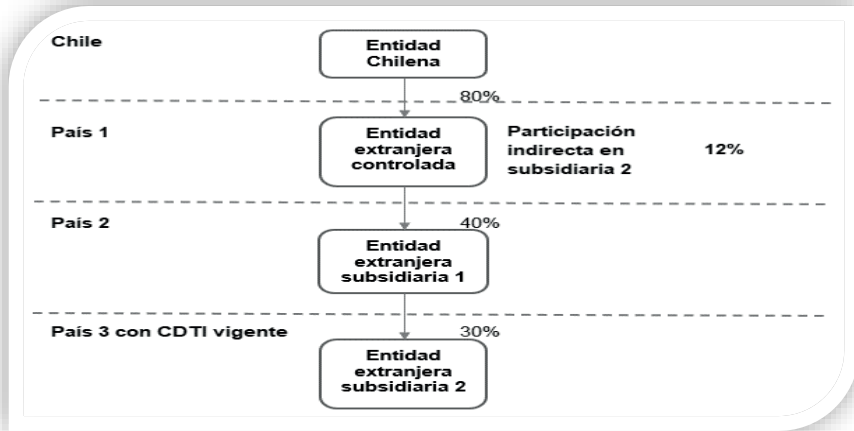 Chile
Entidad
Chilena
80%
País 1
Entidad
extranjera
controlada
Participación
indirecta en
subsidiaria 2
12%
País 2
40%
Entidad
extranjera
subsidiaria 1
País 3 con CDTI vigente
30%
Entidad
extranjera
subsidiaria 2